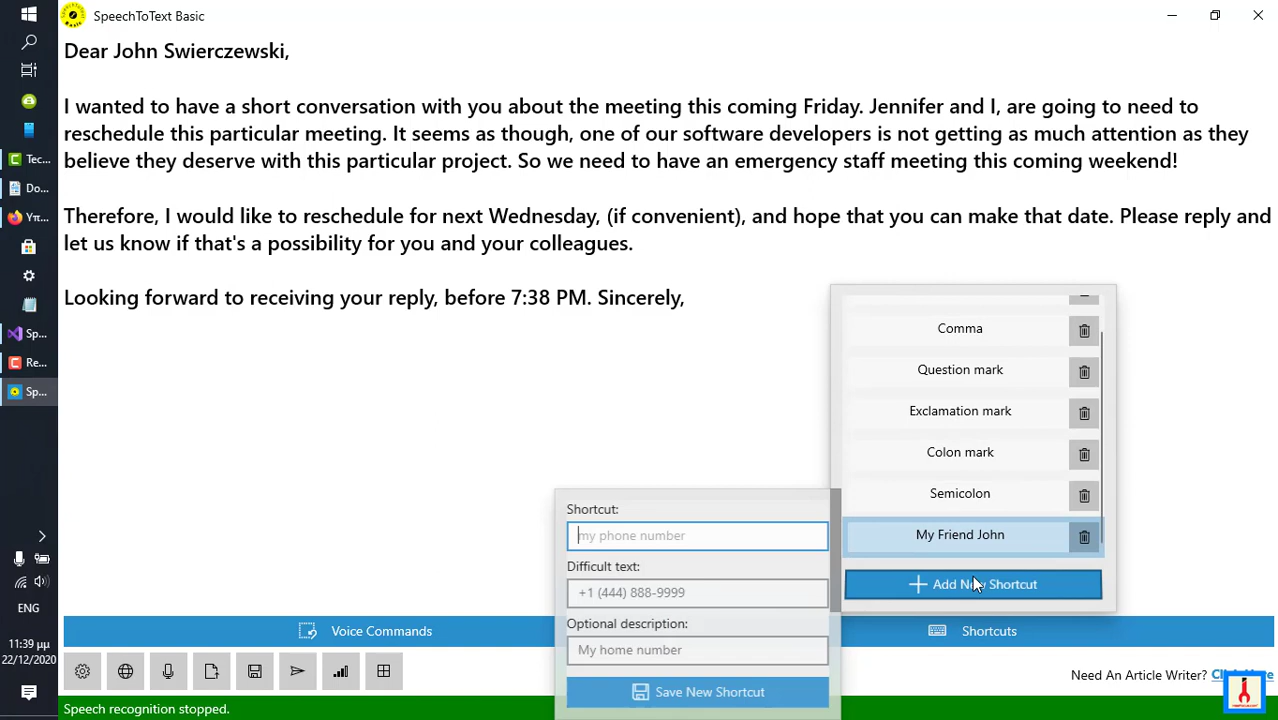 SpeechToText Basic
Dear John Swierczewski,
I wanted to have a short conversation with you about the meeting this coming Friday. Jennifer and I, are going to need to
reschedule this particular meeting. It seems as though, one of our software developers is not getting as much attention as they
believe they deserve with this particular project. So we need to have an emergency staff meeting this coming weekend!
Therefore, I would like to reschedule for next Wednesday, (if convenient), and hope that you can make that date. Please reply and
let us know if that's a possibility for you and your colleagues.
Looking forward to receiving your reply, before 7:38 PM. Sincerely,
Comma
Question mark
Exclamation mark
Colon mark
Semicolon
My Friend John
Add New Shortcut
Shortcut:
my phone number
Difficult text:
+1 (444) 888-9999
Optional description:
My home number
Save New Shortcut
Voice Commands
Shortcuts
Need An Article Writer?
Speech recognition stopped.
Tec...
Do...
Υπ...
Sp...
Re...
Sp...
ENG
11:39 μμ
22/12/2020